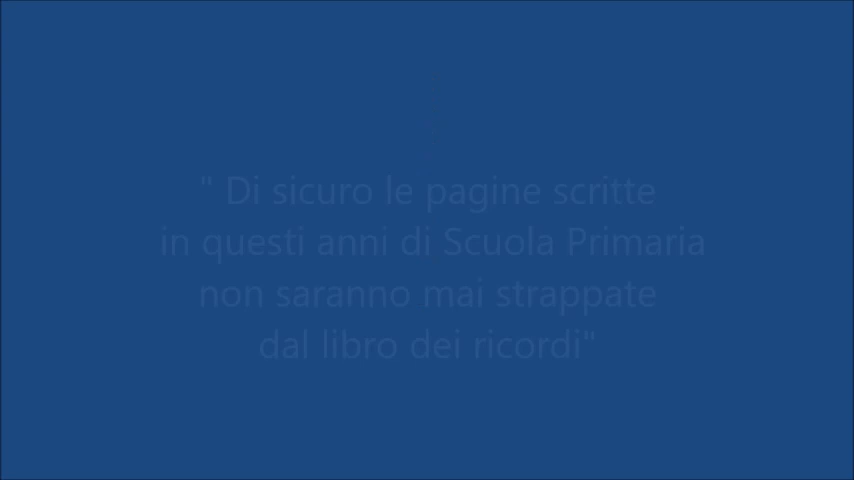 " Di sicuro le pagine scritte
in questi anni di Scuola Primaria
non saranno mai strappate
dal libro dei ricordi"